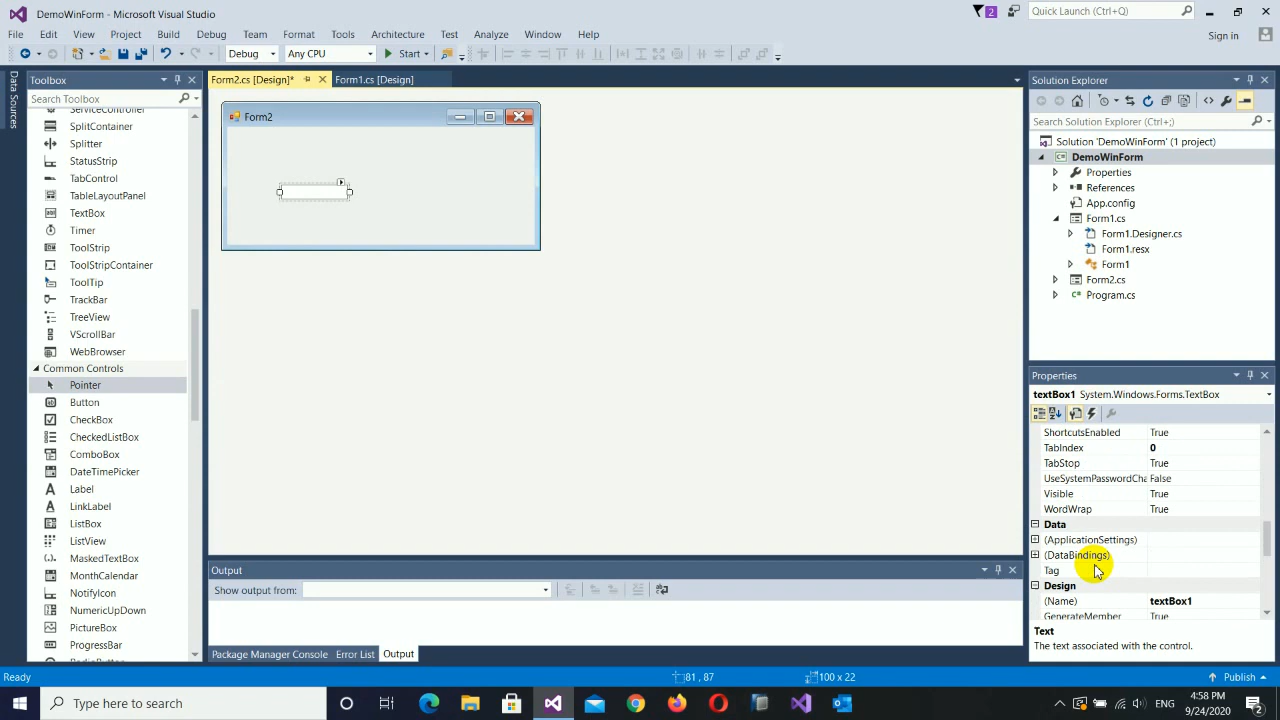 DemoWinForm - Microsoft Visual Studio
2
Quick Launch (Ctrl+Q)
File Edit View Project Build Debug Team Format Tools Architecture Test Analyze Window Help
Sign in
Debug Any CPU Start
Data Sources
Toolbox
Search Toolbox
ServiceController
SplitContainer
Splitter
StatusStrip
TabControl
TableLayoutPanel
TextBox
Timer
ToolStrip
ToolStripContainer
ToolTip
TrackBar
TreeView
VScrollBar
WebBrowser
Common Controls
Pointer
Button
CheckBox
CheckedListBox
ComboBox
DateTimePicker
Label
LinkLabel
ListBox
ListView
MaskedTextBox
MonthCalendar
NotifyIcon
NumericUpDown
PictureBox
ProgressBar
Form2.cs [Design]* Form1.cs [Design]
Form2
Output
Show output from:
Package Manager Console Error List Output
Solution Explorer
Search Solution Explorer (Ctrl+;)
Solution 'DemoWinForm' (1 project)
DemoWinForm
Properties
References
App.config
Form1.cs
Form1.Designer.cs
Form1.resx
Form1
Form2.cs
Program.cs
Properties
textBox1 System.Windows.Forms.TextBox
ShortcutsEnabled True
TabIndex 0
TabStop True
UseSystemPasswordCha False
Visible True
WordWrap True
Data
(ApplicationSettings)
(DataBindings)
Tag
Design
(Name) textBox1
GenerateMember True
Text
The text associated with the control.
Ready 81 , 87 100 x 22 Publish
Type here to search
ENG
4:58 PM
9/24/2020
2